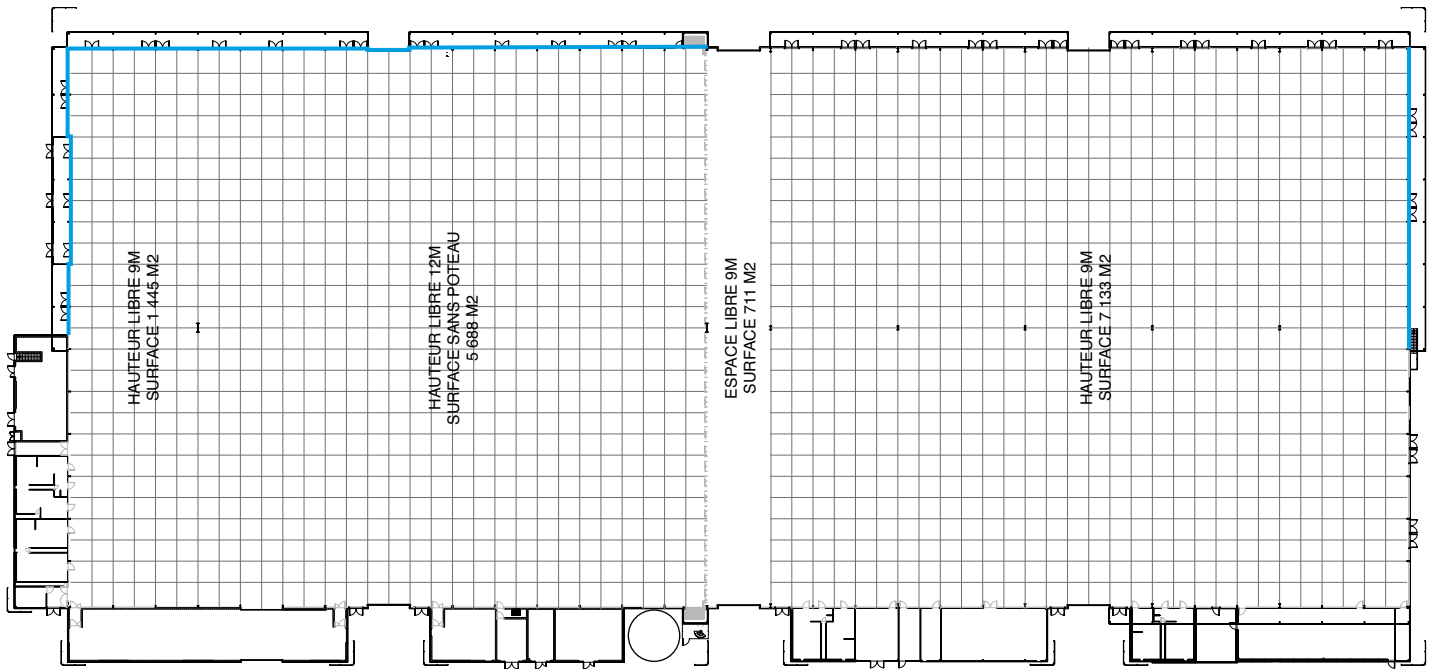 HAUTEUR LIBRE 9M
SURFACE 1 445 M2
HAUTEUR LIBRE 12M
SURFACE SANS POTEAU
5 688 M2
ESPACE LIBRE 9M
SURFACE 711 M2
HAUTEUR LIBRE 9M
SURFACE 7 133 M2